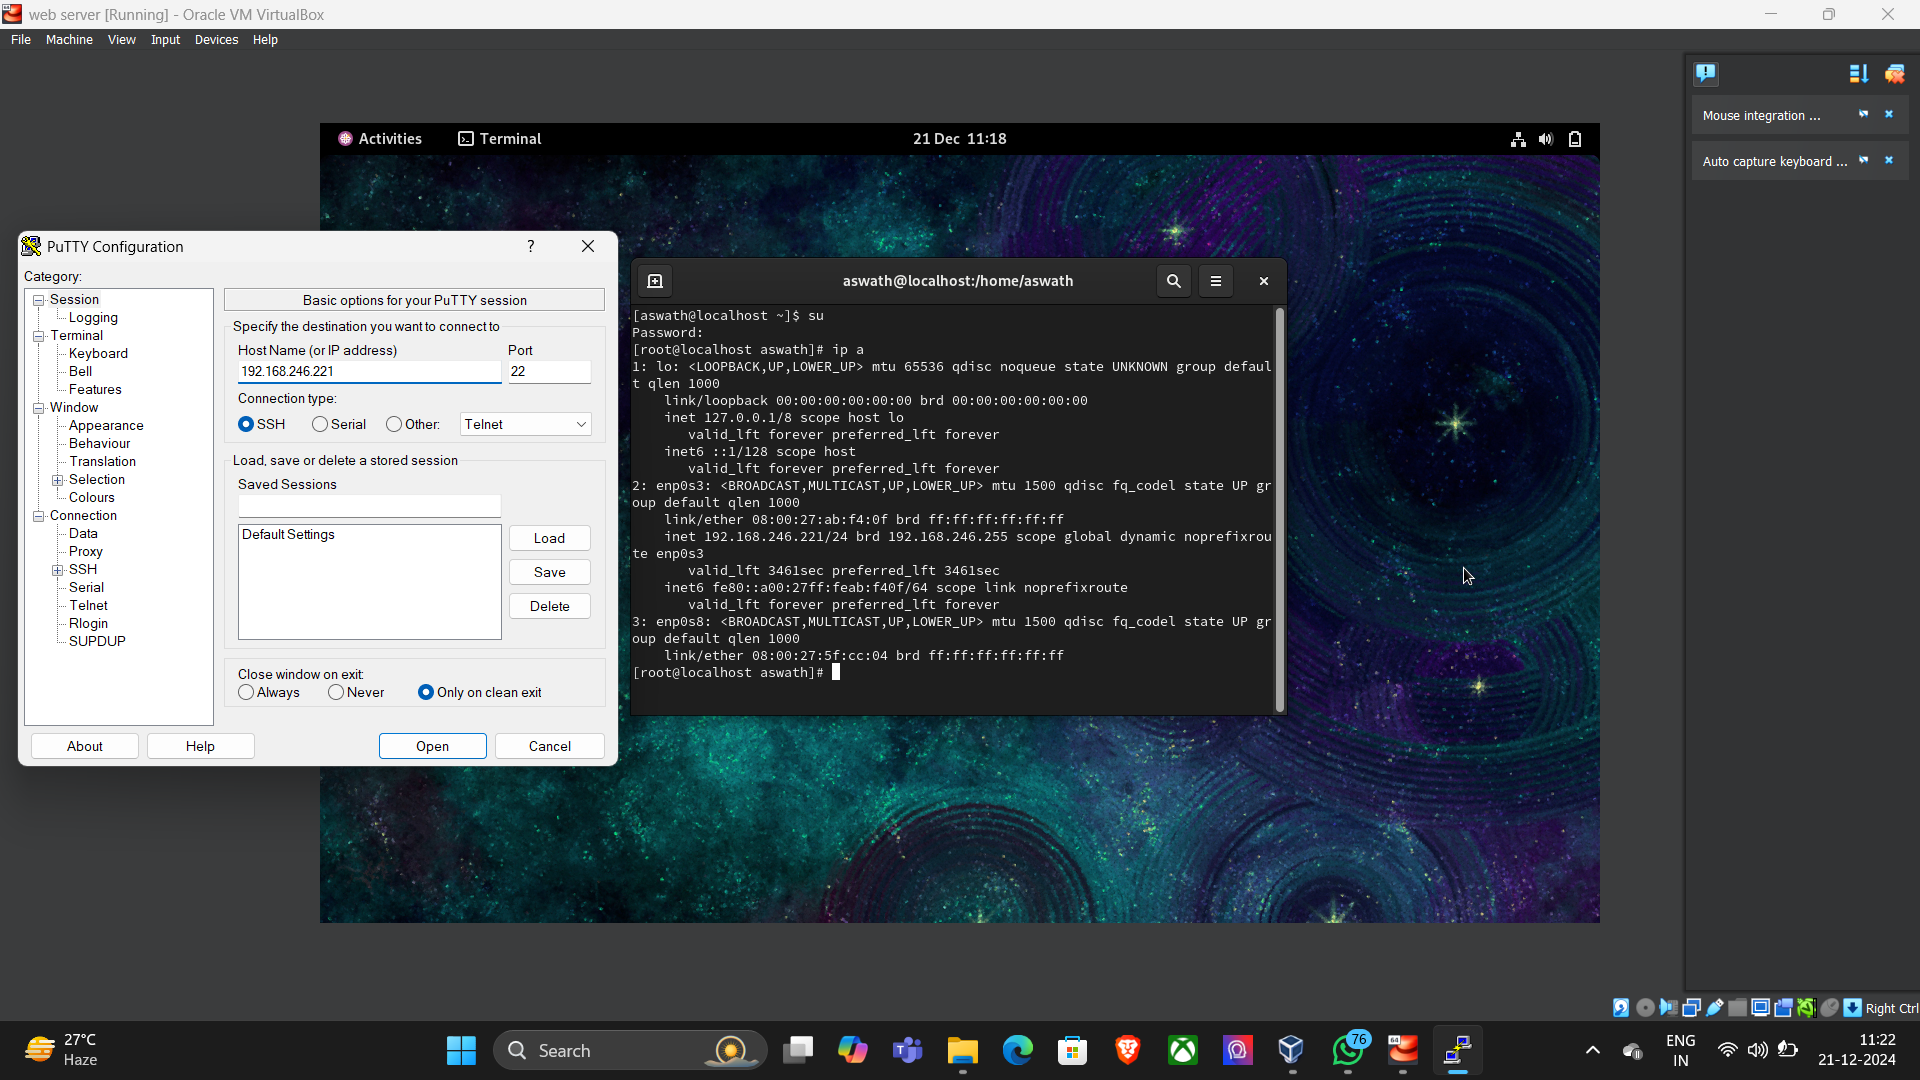 web server [Running] - Oracle VM VirtualBox
File Machine View Input Devices Help
Mouse integration ...
Auto capture keyboard ...
Activities Terminal 21 Dec 11:18
PuTTY Configuration ?
Category:
Session
Logging
Terminal
Keyboard
Bell
Features
Window
Appearance
Behaviour
Translation
Selection
Colours
Connection
Data
Proxy
SSH
Serial
Telnet
Rlogin
SUPDUP
Basic options for your PuTTY session
Specify the destination you want to connect to
Host Name (or IP address) Port
192.168.246.221 22
Connection type:
SSH Serial Other: Telnet
Load, save or delete a stored session
Saved Sessions
Default Settings
Load
Save
Delete
Close window on exit:
Always Never Only on clean exit
About Help Open Cancel
aswath@localhost:/home/aswath
[aswath@localhost ~]$ su
Password:
[root@localhost aswath]# ip a
1: lo: <LOOPBACK,UP,LOWER_UP> mtu 65536 qdisc noqueue state UNKNOWN group defaul
t qlen 1000
link/loopback 00:00:00:00:00:00 brd 00:00:00:00:00:00
inet 127.0.0.1/8 scope host lo
valid_lft forever preferred_lft forever
inet6 ::1/128 scope host
valid_lft forever preferred_lft forever
2: enp0s3: <BROADCAST,MULTICAST,UP,LOWER_UP> mtu 1500 qdisc fq_codel state UP gr
oup default qlen 1000
link/ether 08:00:27:ab:f4:0f brd ff:ff:ff:ff:ff:ff
inet 192.168.246.221/24 brd 192.168.246.255 scope global dynamic noprefixrou
te enp0s3
valid_lft 3461sec preferred_lft 3461sec
inet6 fe80::a00:27ff:feab:f40f/64 scope link noprefixroute
valid_lft forever preferred_lft forever
3: enp0s8: <BROADCAST,MULTICAST,UP,LOWER_UP> mtu 1500 qdisc fq_codel state UP gr
oup default qlen 1000
link/ether 08:00:27:5f:cc:04 brd ff:ff:ff:ff:ff:ff
[root@localhost aswath]#
Right Ctrl
27°C
Haze
Search
76
64
ENG
IN
11:22
21-12-2024